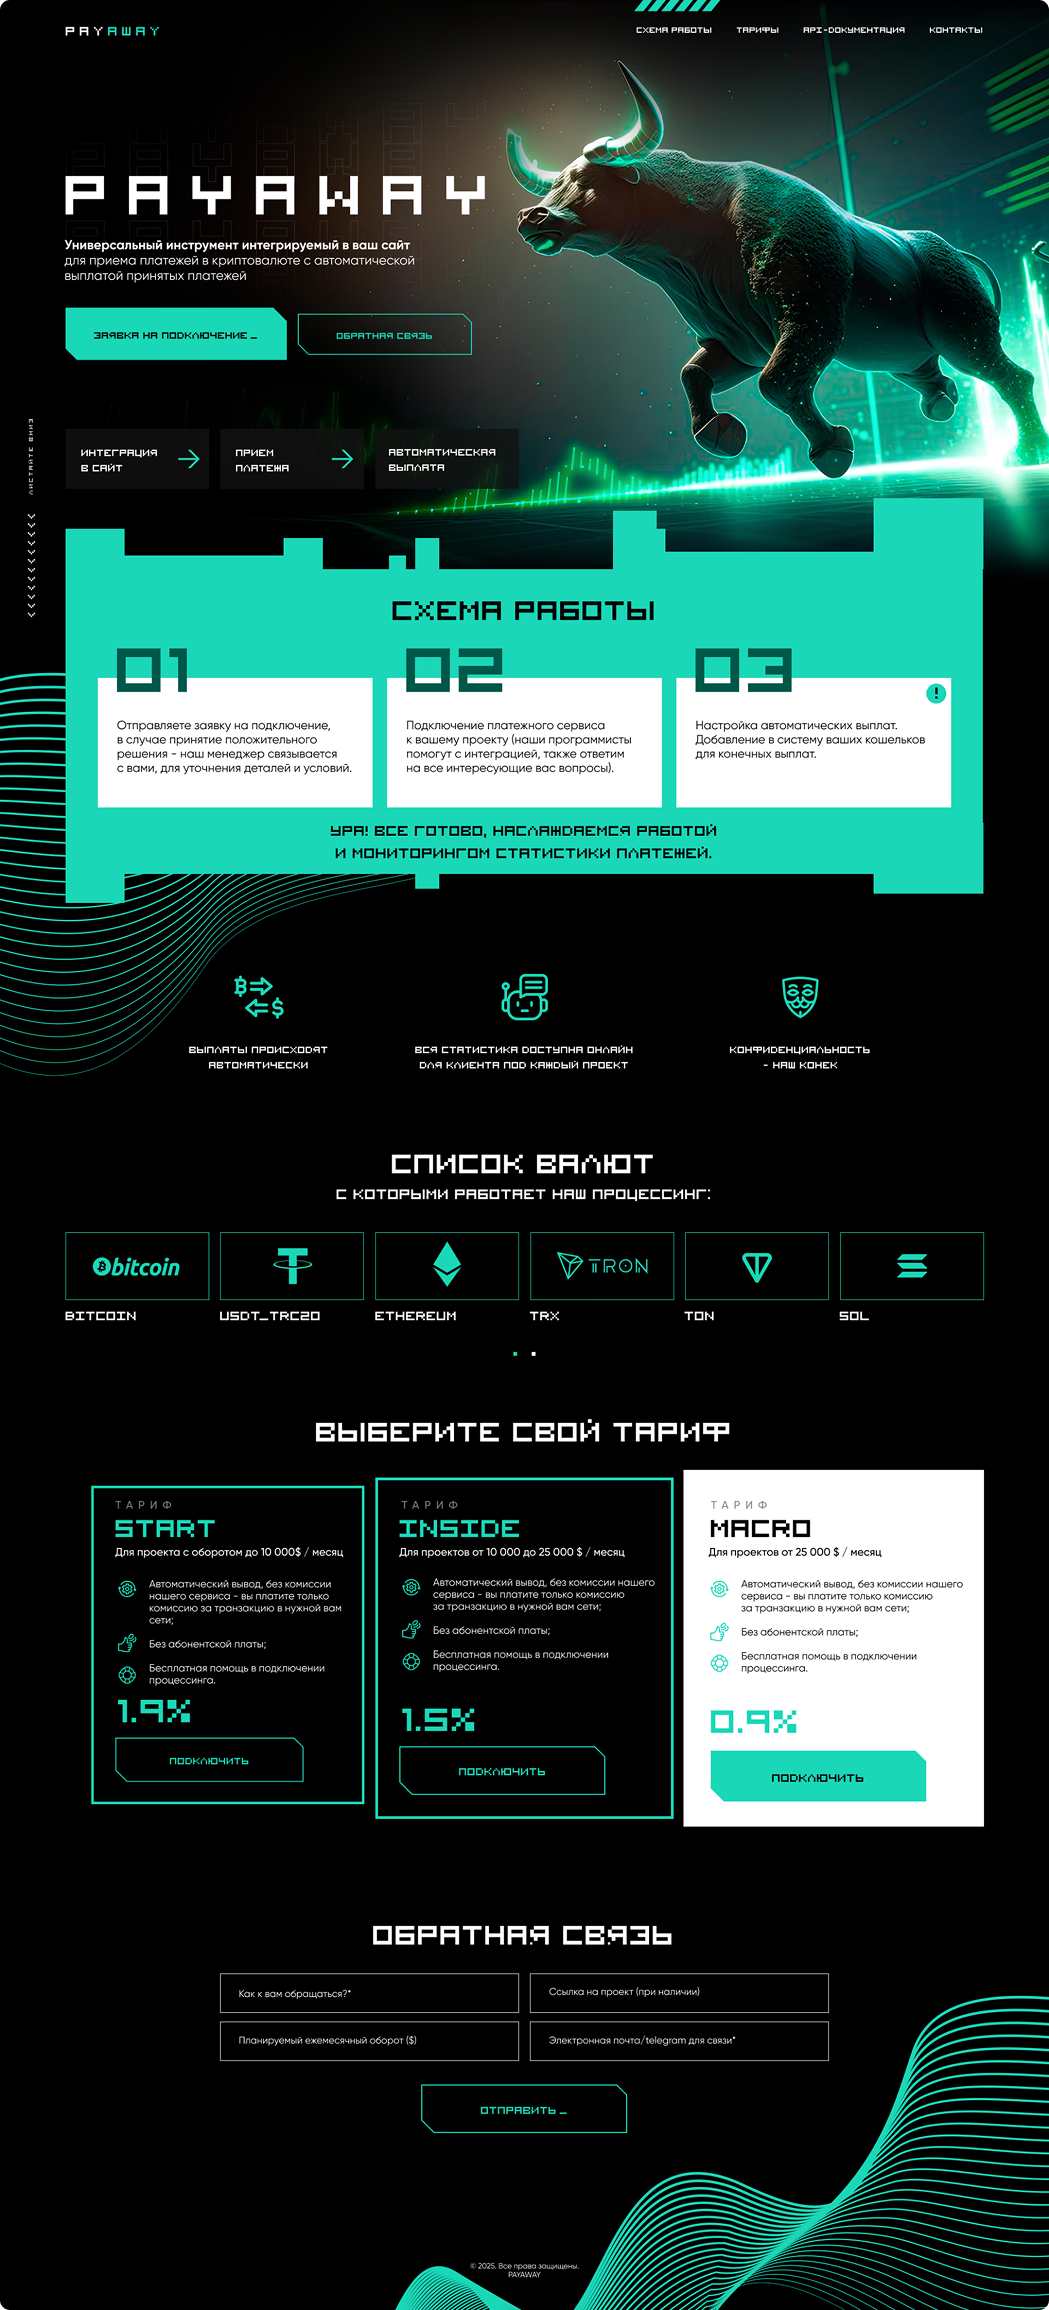 PAYAWAY
СХЕМА РАБОТЫ
ТАРИФЫ
API-DОКУМЕНТАЦИЯ
КОНТАКТЫ
PAYAWAY
Универсальный инструмент интегрируемый в ваш сайт
для приема платежей в криптовалюте с автоматической
выплатой принятых платежей
ЗАЯВКА НА ПОДКЛЮЧЕНИЕ _
ОБРАТНАЯ СВЯЗЬ
ЛИСТАЙТЕ ВНИЗ
ИНТЕГРАЦИЯ
В САЙТ
ПРИЕМ
ПЛАТЕЖА
АВТОМАТИЧЕСКАЯ
ВЫПЛАТА
СХЕМА РАБОТЫ
01
Отправляете заявку на подключение,
в случае принятие положительного
решения - наш менеджер связывается
с вами, для уточнения деталей и условий.
02
Подключение платежного сервиса
к вашему проекту (наши программисты
помогут с интеграцией, также ответим
на все интересующие вас вопросы).
03
!
Настройка автоматических выплат.
Добавление в систему ваших кошельков
для конечных выплат.
УРА! ВСЕ ГОТОВО, НАСЛАЖДАЕМСЯ РАБОТОЙ
И МОНИТОРИНГОМ СТАТИСТИКИ ПЛАТЕЖЕЙ.
ВЫПЛАТЫ ПРОИСХОДЯТ
АВТОМАТИЧЕСКИ
ВСЯ СТАТИСТИКА ДОСТУПНА ОНЛАЙН
ДЛЯ КЛИЕНТА ПОД КАЖДЫЙ ПРОЕКТ
КОНФИДЕНЦИАЛЬНОСТЬ
- НАШ КОНЕК
СПИСОК ВАЛЮТ
С КОТОРЫМИ РАБОТАЕТ НАШ ПРОЦЕССИНГ:
bitcoin
TRON
BITCOIN
USDT_TRC20
ETHEREUM
TRX
TON
SOL
ВЫБЕРИТЕ СВОЙ ТАРИФ
ТАРИФ
START
Для проекта с оборотом до 10 000$ / месяц
Автоматический вывод, без комиссии
нашего сервиса - вы платите только
комиссию за транзакцию в нужной вам
сети;
Без абонентской платы;
Бесплатная помощь в подключении
процессинга.
1.9%
ПОДКЛЮЧИТЬ
ТАРИФ
INSIDE
Для проектов от 10 000 до 25 000 $ / месяц
Автоматический вывод, без комиссии нашего
сервиса - вы платите только комиссию
за транзакцию в нужной вам сети;
Без абонентской платы;
Бесплатная помощь в подключении
процессинга.
1.5%
ПОДКЛЮЧИТЬ
ТАРИФ
MACRO
Для проектов от 25 000 $ / месяц
Автоматический вывод, без комиссии нашего
сервиса - вы платите только комиссию
за транзакцию в нужной вам сети;
Без абонентской платы;
Бесплатная помощь в подключении
процессинга.
0.9%
ПОДКЛЮЧИТЬ
ОБРАТНАЯ СВЯЗЬ
Как к вам обращаться?*
Ссылка на проект (при наличии)
Планируемый ежемесячный оборот ($)
Электронная почта/telegram для связи*
ОТПРАВИТЬ _
© 2025. Все права защищены.
PAYAWAY